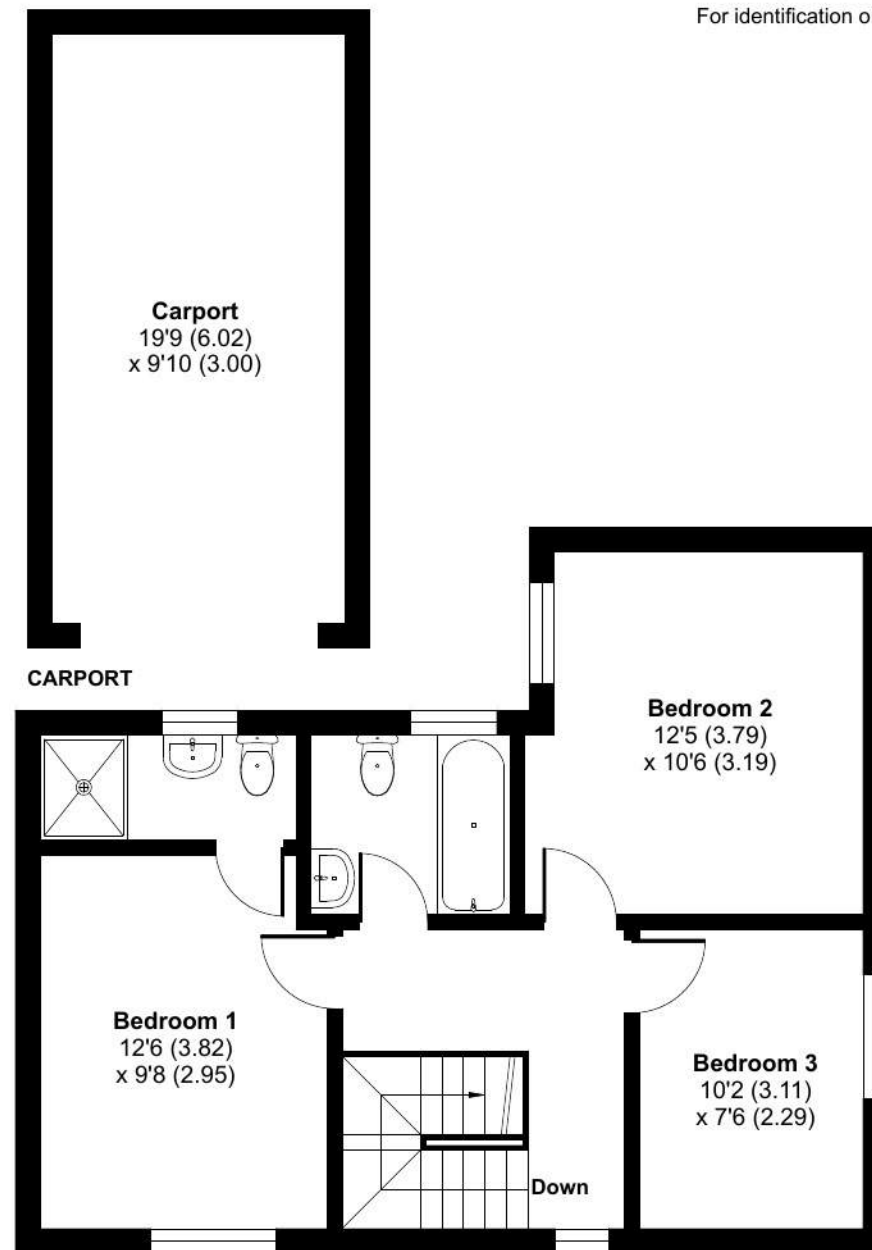 For identification o
Carport
19'9 (6.02)
x 9'10 (3.00)
CARPORT
Bedroom 2
12'5 (3.79)
x 10'6 (3.19)
Bedroom 1
12'6 (3.82)
x 9'8 (2.95)
Bedroom 3
10'2 (3.11)
x 7'6 (2.29)
Down